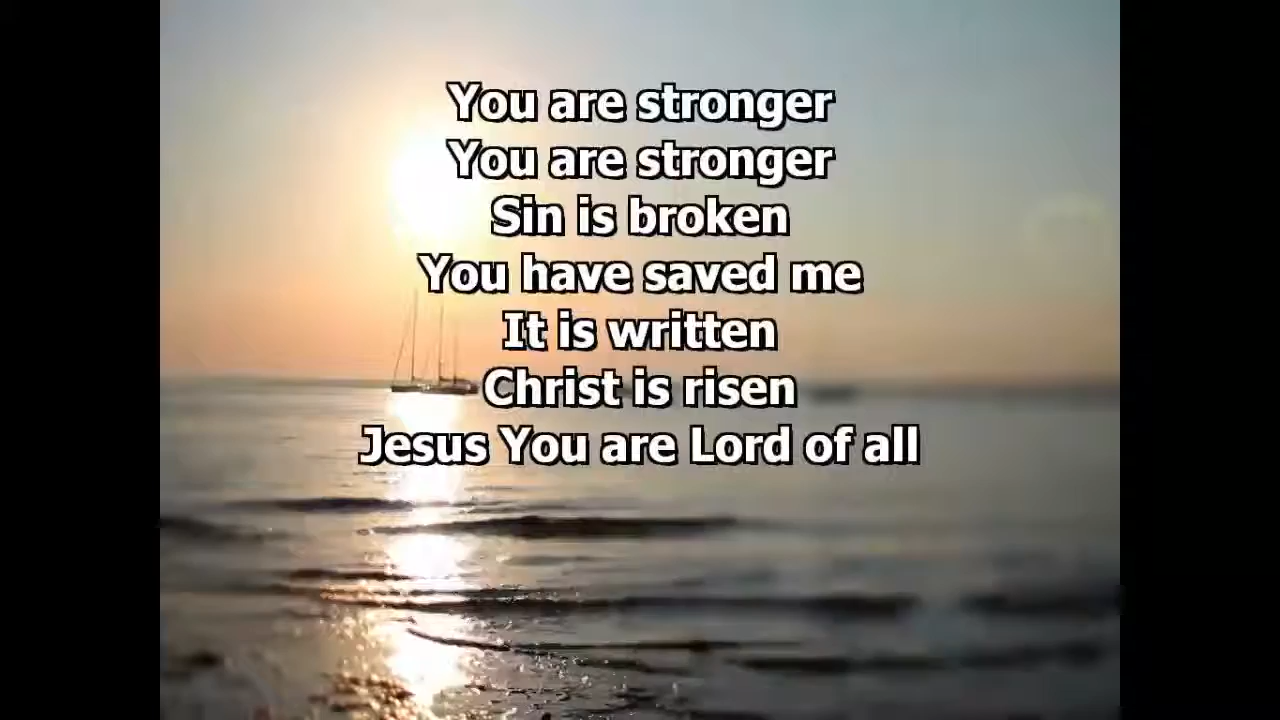 You are stronger
You are stronger
Sin is broken
You have saved me
It is written
Christ is risen
Jesus You are Lord of all